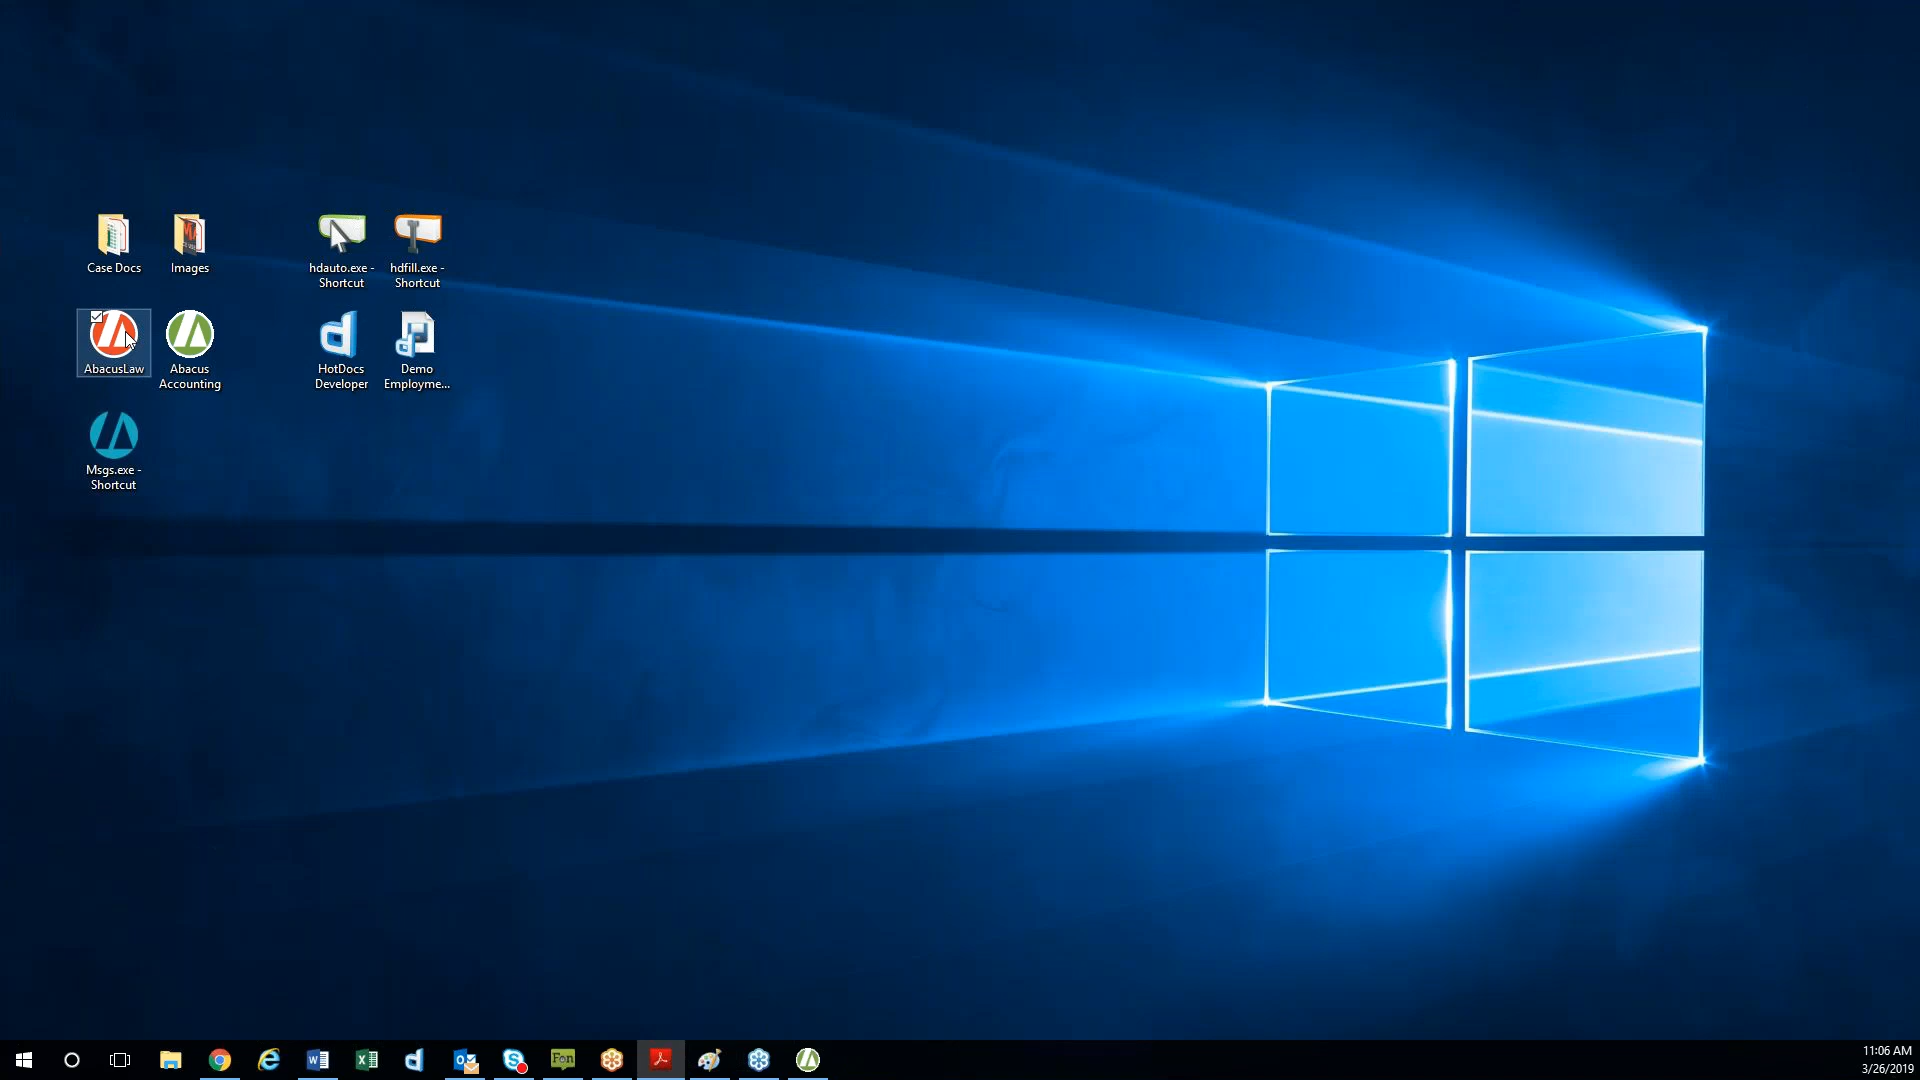 Case Docs
Images
hdauto.exe -
Shortcut
hdfill.exe -
Shortcut
AbacusLaw
Abacus
Accounting
HotDocs
Developer
Demo
Employme...
Msgs.exe -
Shortcut
Fon
11:06 AM
3/26/2019